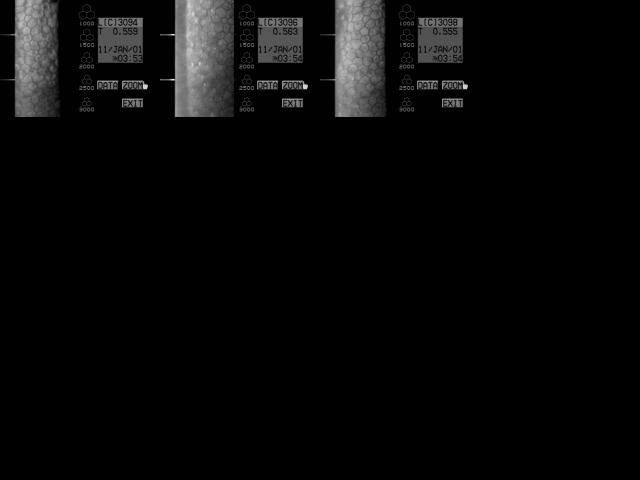 1000
1500
2000
2500
3000
L[C]3094
T 0.559
11/JAN/01
03:53
DATA ZOOM
EXIT
1000
1500
2000
2500
3000
L[C]3096
T 0.563
11/JAN/01
03:54
DATA ZOOM
EXIT
1000
1500
2000
2500
3000
L[C]3098
T 0.555
11/JAN/01
03:54
DATA ZOOM
EXIT